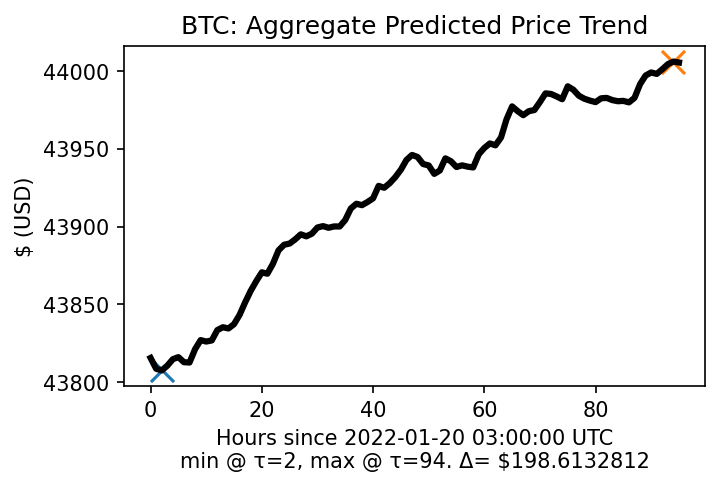 BTC: Aggregate Predicted Price Trend
44000
43950
43900
43850
43800
$ (USD)
0 20 40 60 80
Hours since 2022-01-20 03:00:00 UTC
min @ τ=2, max @ τ=94. Δ= $198.6132812